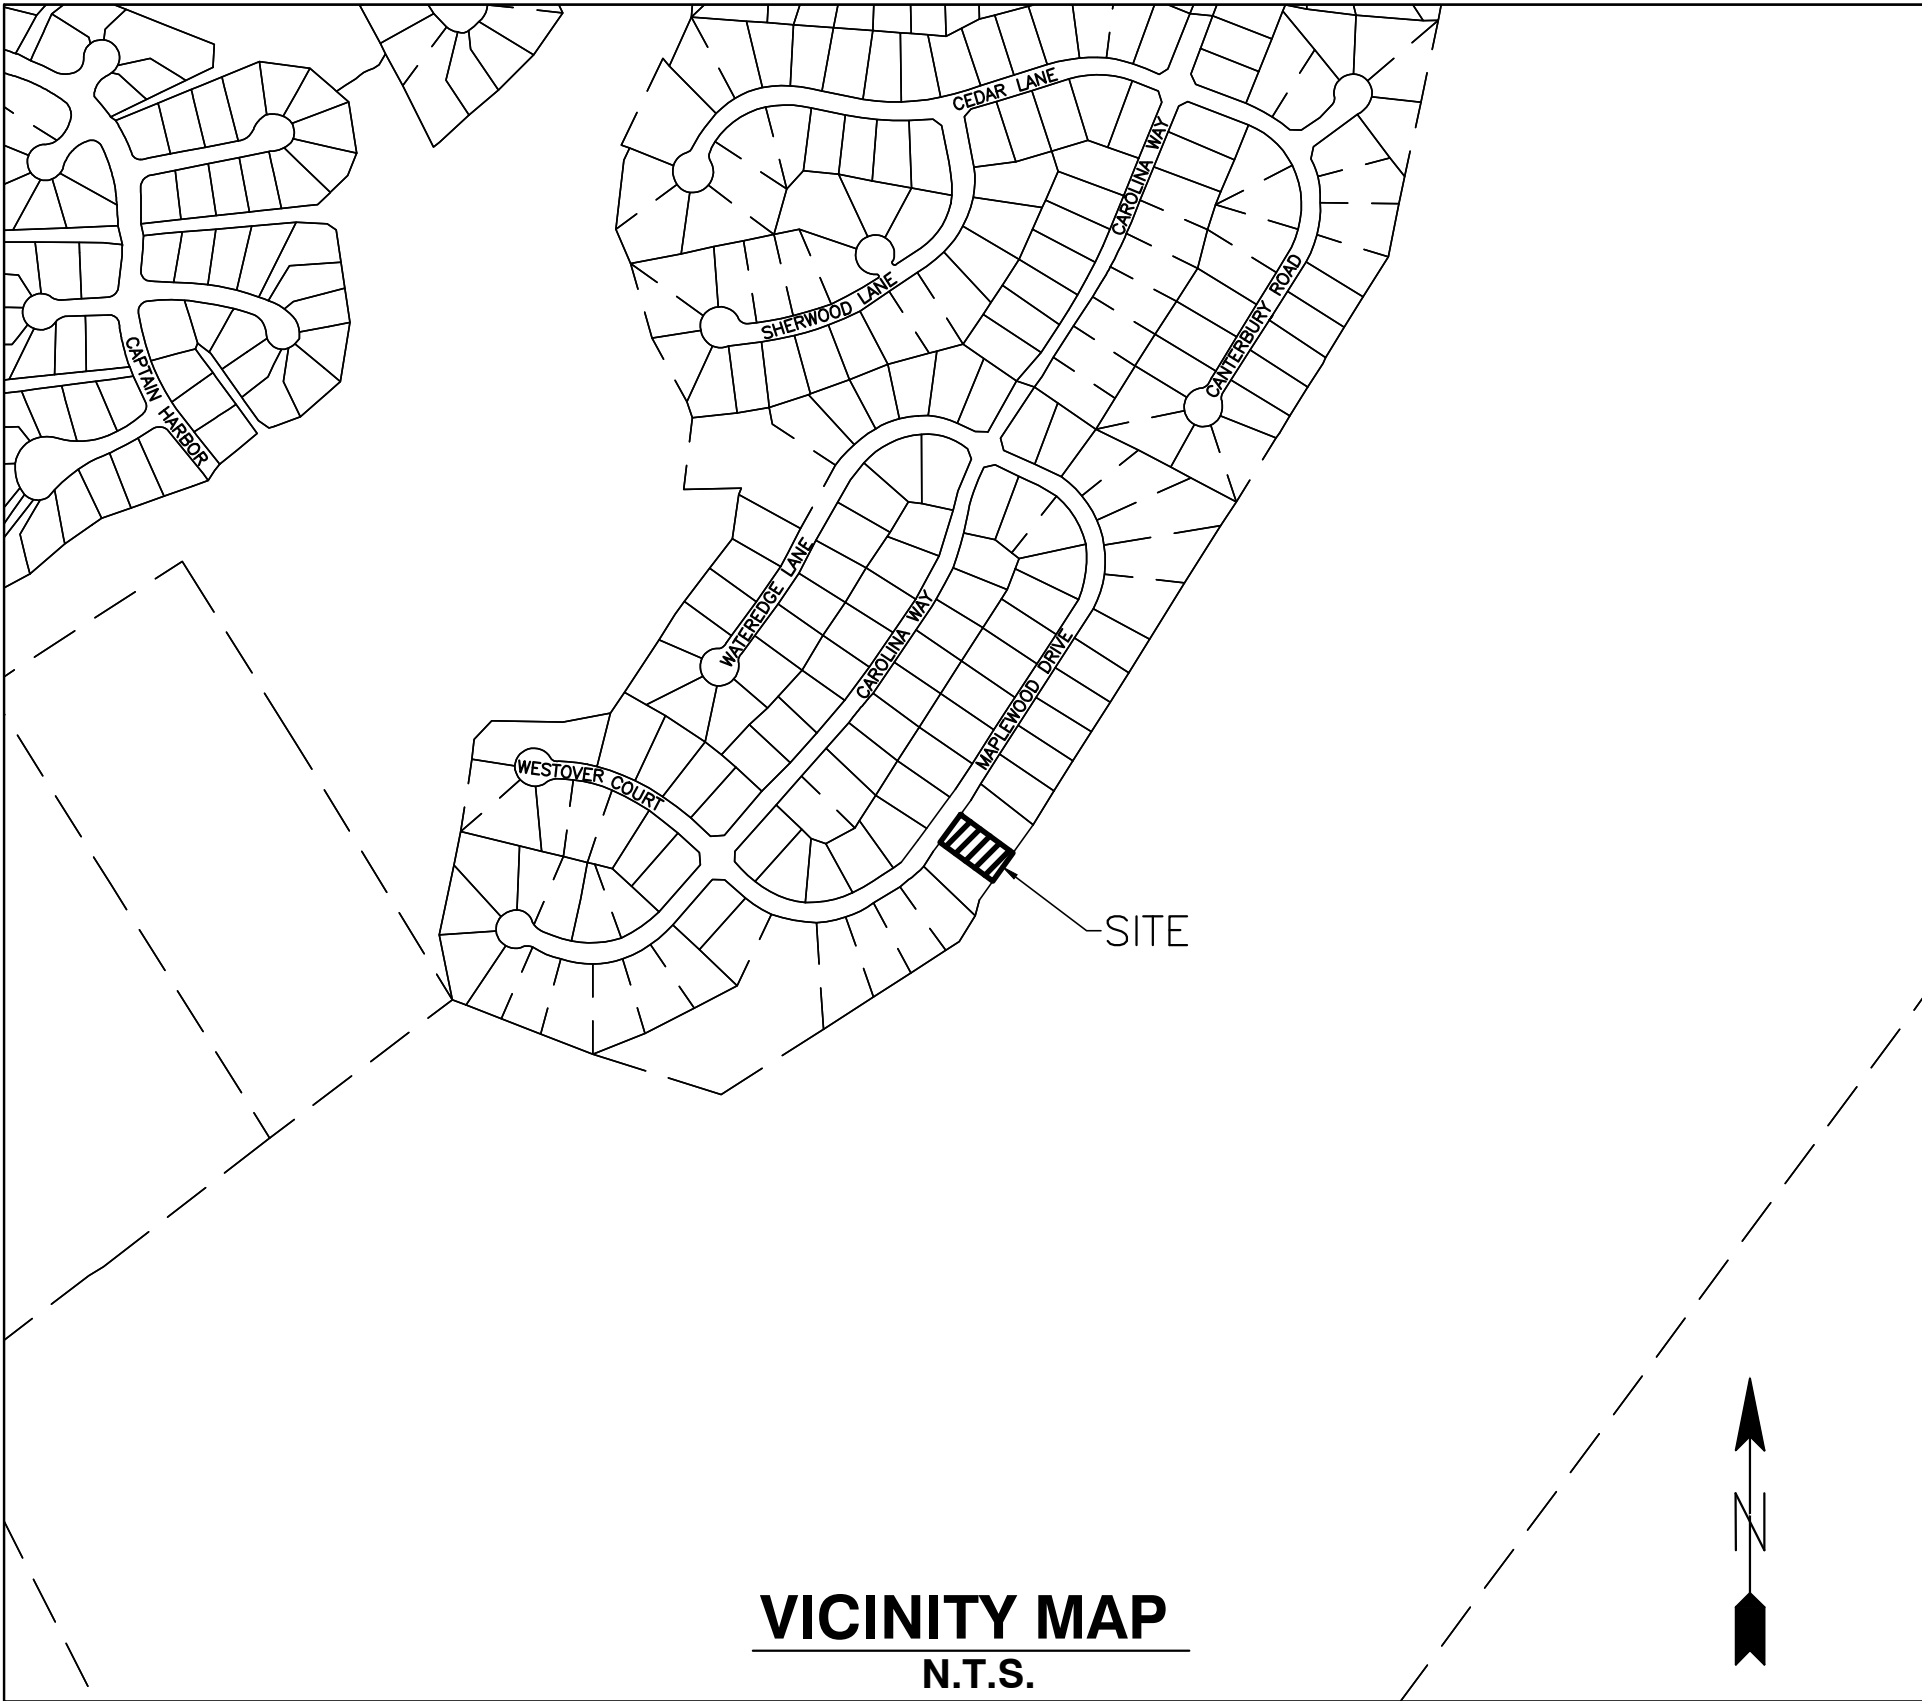 CEDAR LANE
CAROLINA WAY
CANTERBURY ROAD
SHERWOOD LANE
CAPTAIN HARBOR
WATEREDGE LANE
CAROLINA WAY
MAPLEWOOD DRIVE
WESTOVER COURT
SITE
N
VICINITY MAP
N.T.S.